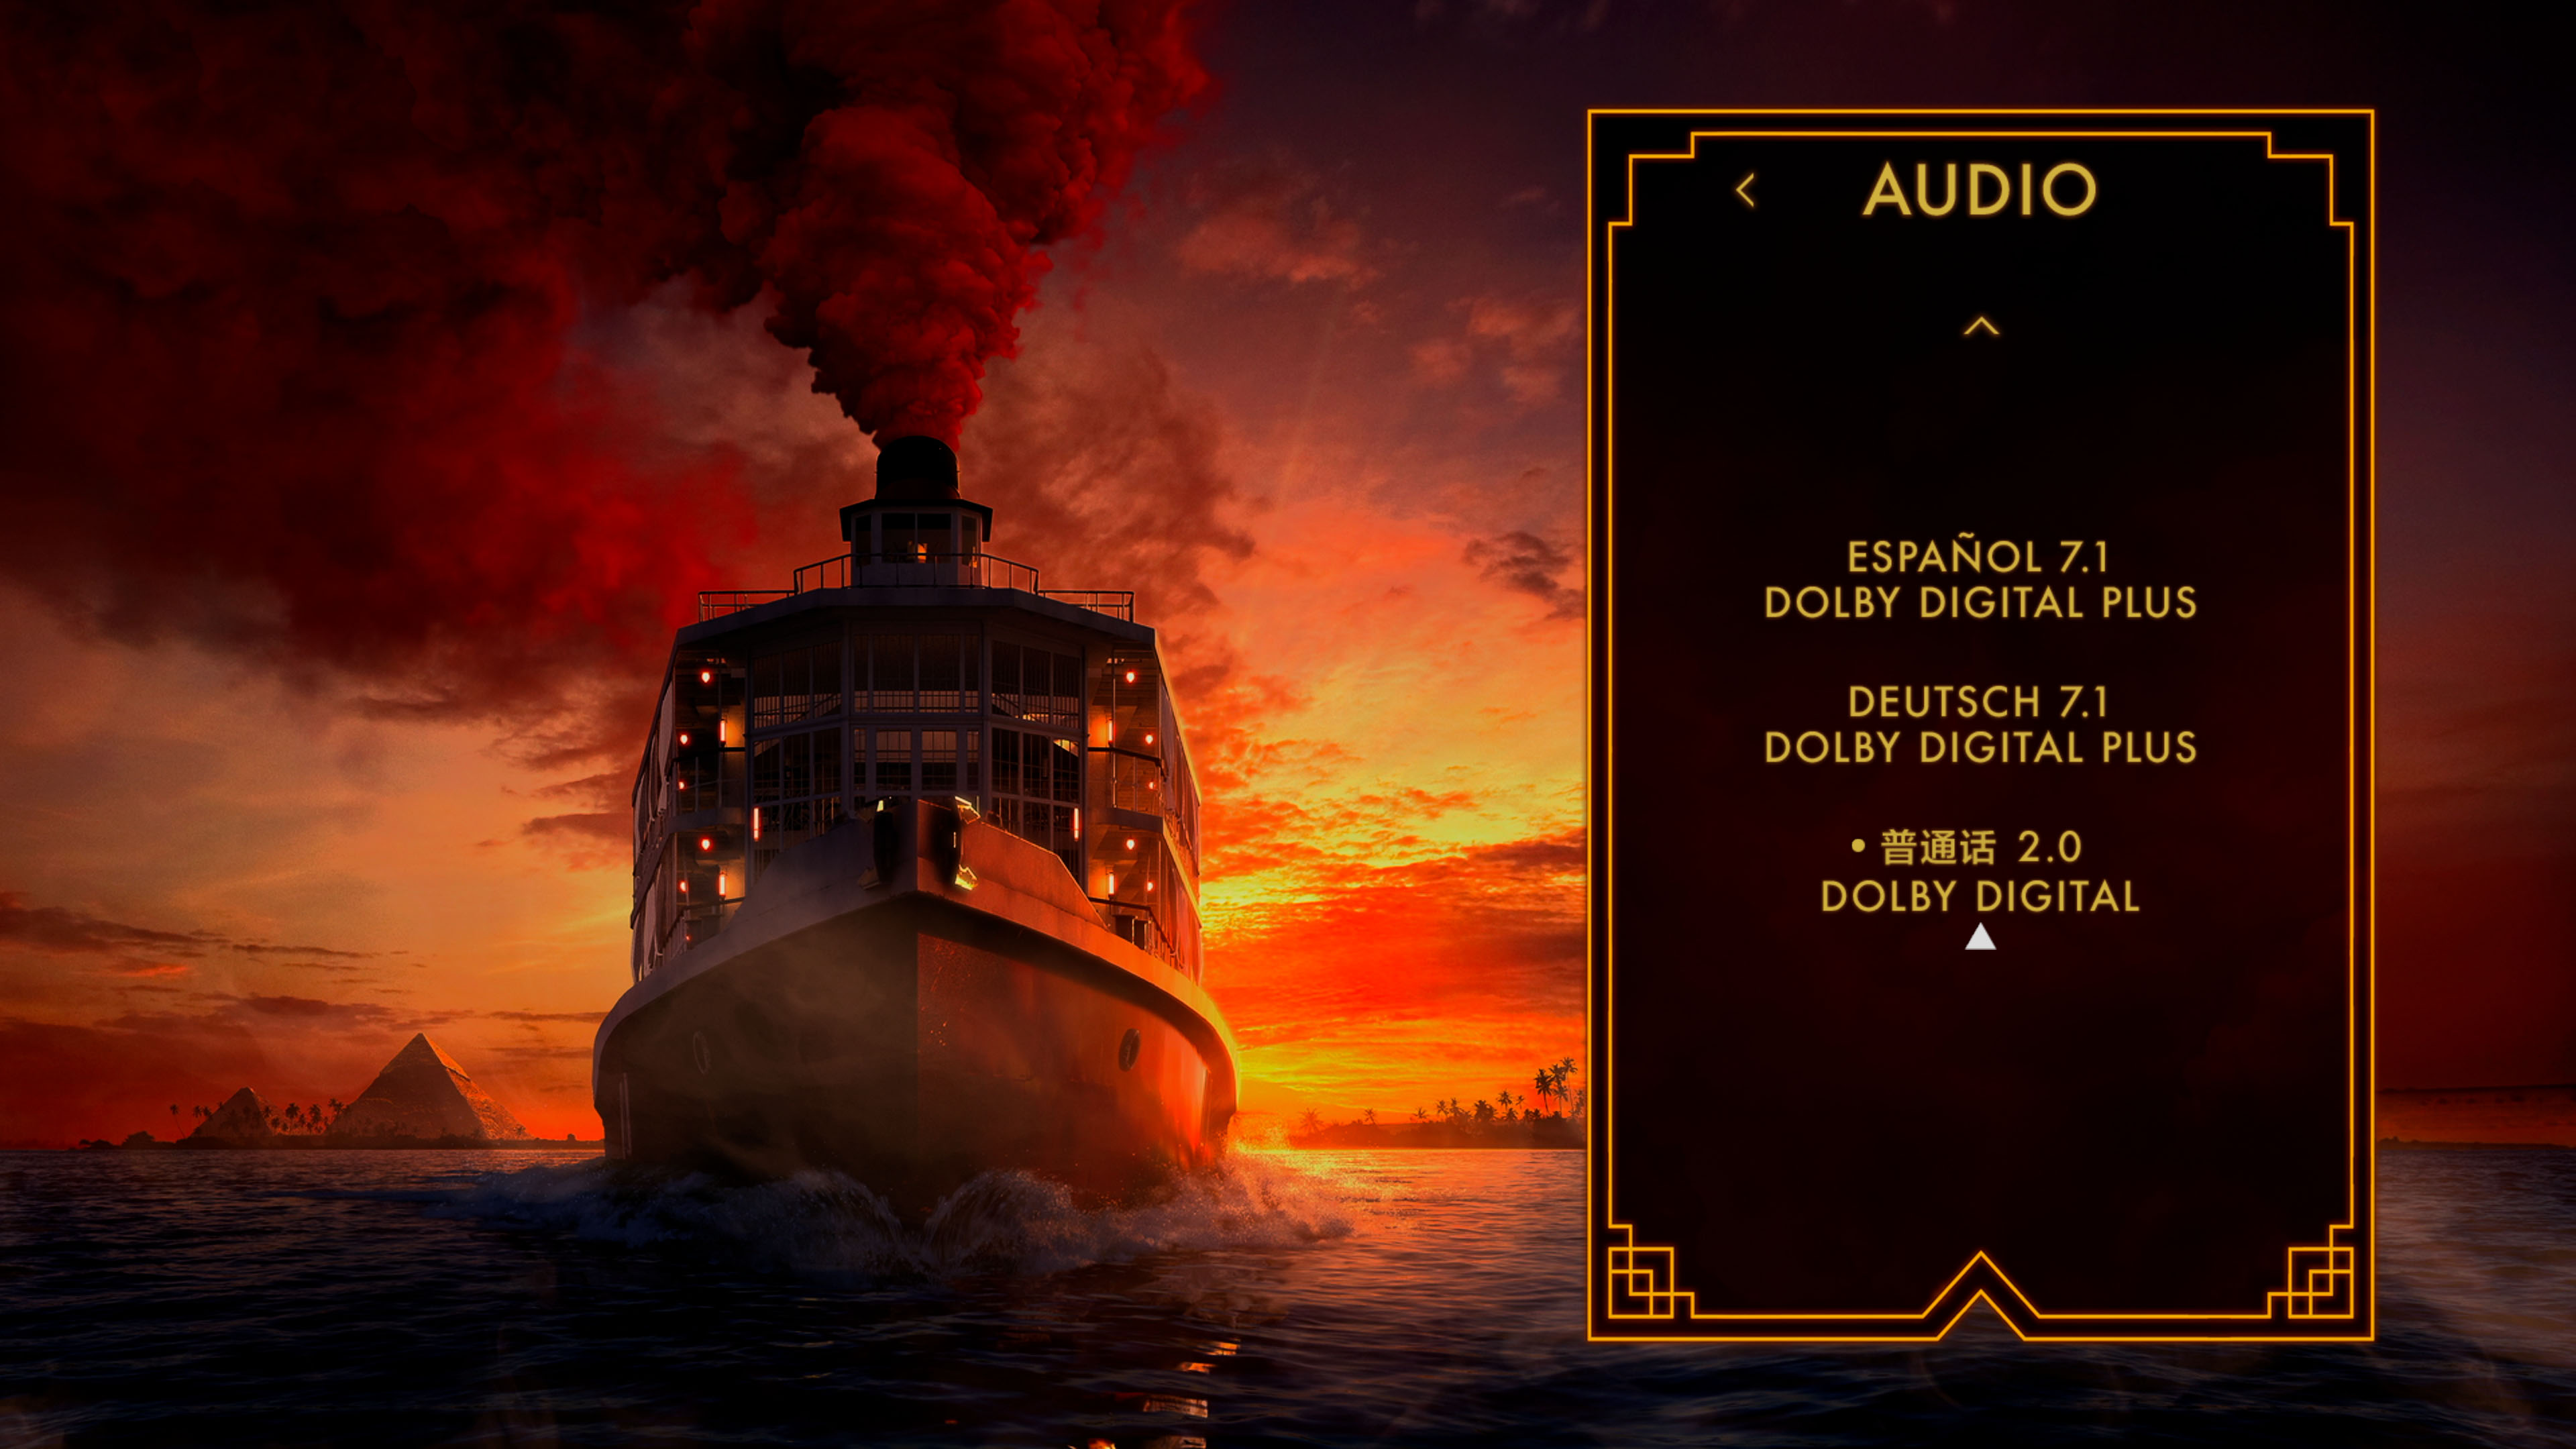 AUDIO
ESPAÑOL 7.1
DOLBY DIGITAL PLUS
DEUTSCH 7.1
DOLBY DIGITAL PLUS
• 普通话 2.0
DOLBY DIGITAL